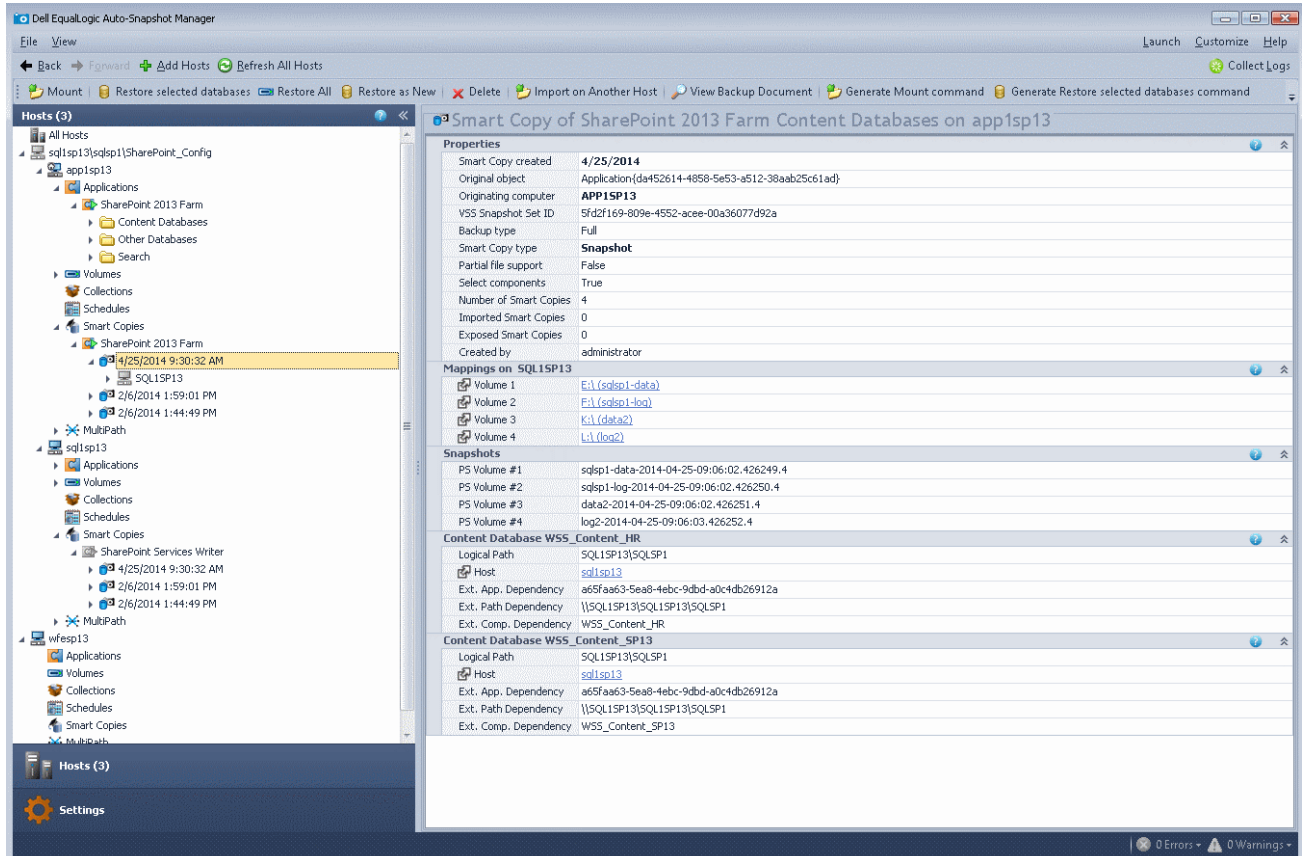 Dell EqualLogic Auto-Snapshot Manager
File View Launch Customize Help
Back Forward Add Hosts Refresh All Hosts Collect Logs
Mount Restore selected databases Restore All Restore as New Delete Import on Another Host View Backup Document Generate Mount command Generate Restore selected databases command
Hosts (3)
All Hosts
sql1sp13\sqlsp1\SharePoint_Config
app1sp13
Applications
SharePoint 2013 Farm
Content Databases
Other Databases
Search
Volumes
Collections
Schedules
Smart Copies
SharePoint 2013 Farm
4/25/2014 9:30:32 AM
SQL1SP13
2/6/2014 1:59:01 PM
2/6/2014 1:44:49 PM
MultiPath
sql1sp13
Applications
Volumes
Collections
Schedules
Smart Copies
SharePoint Services Writer
4/25/2014 9:30:32 AM
2/6/2014 1:59:01 PM
2/6/2014 1:44:49 PM
MultiPath
wfesp13
Applications
Volumes
Collections
Schedules
Smart Copies
MultiPath
Hosts (3)
Settings
Smart Copy of SharePoint 2013 Farm Content Databases on app1sp13
Properties
Smart Copy created 4/25/2014
Original object Application{da452614-4858-5e53-a512-38aab25c61ad}
Originating computer APP1SP13
VSS Snapshot Set ID 5fd2f169-809e-4552-acee-00a36077d92a
Backup type Full
Smart Copy type Snapshot
Partial file support False
Select components True
Number of Smart Copies 4
Imported Smart Copies 0
Exposed Smart Copies 0
Created by administrator
Mappings on SQL1SP13
Volume 1 E:\ (sqlsp1-data)
Volume 2 F:\ (sqlsp1-log)
Volume 3 K:\ (data2)
Volume 4 L:\ (log2)
Snapshots
PS Volume #1 sqlsp1-data-2014-04-25-09:06:02.426249.4
PS Volume #2 sqlsp1-log-2014-04-25-09:06:02.426250.4
PS Volume #3 data2-2014-04-25-09:06:02.426251.4
PS Volume #4 log2-2014-04-25-09:06:03.426252.4
Content Database WSS_Content_HR
Logical Path SQL1SP13\SQLSP1
Host sql1sp13
Ext. App. Dependency a65faa63-5ea8-4ebc-9dbd-a0c4db26912a
Ext. Path Dependency \\SQL1SP13\SQL1SP13\SQLSP1
Ext. Comp. Dependency WSS_Content_HR
Content Database WSS_Content_SP13
Logical Path SQL1SP13\SQLSP1
Host sql1sp13
Ext. App. Dependency a65faa63-5ea8-4ebc-9dbd-a0c4db26912a
Ext. Path Dependency \\SQL1SP13\SQL1SP13\SQLSP1
Ext. Comp. Dependency WSS_Content_SP13
0 Errors 0 Warnings